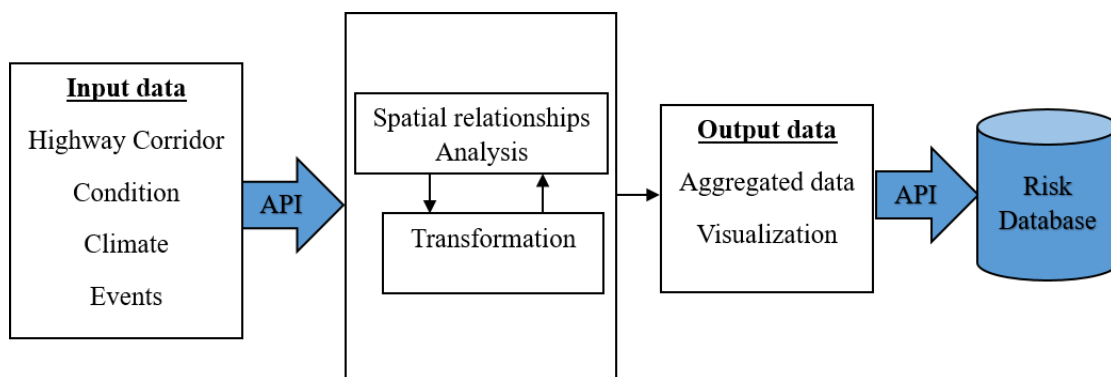 Input data
Highway Corridor
Condition
Climate
Events
API
Spatial relationships
Analysis
Transformation
Output data
Aggregated data
Visualization
API
Risk
Database